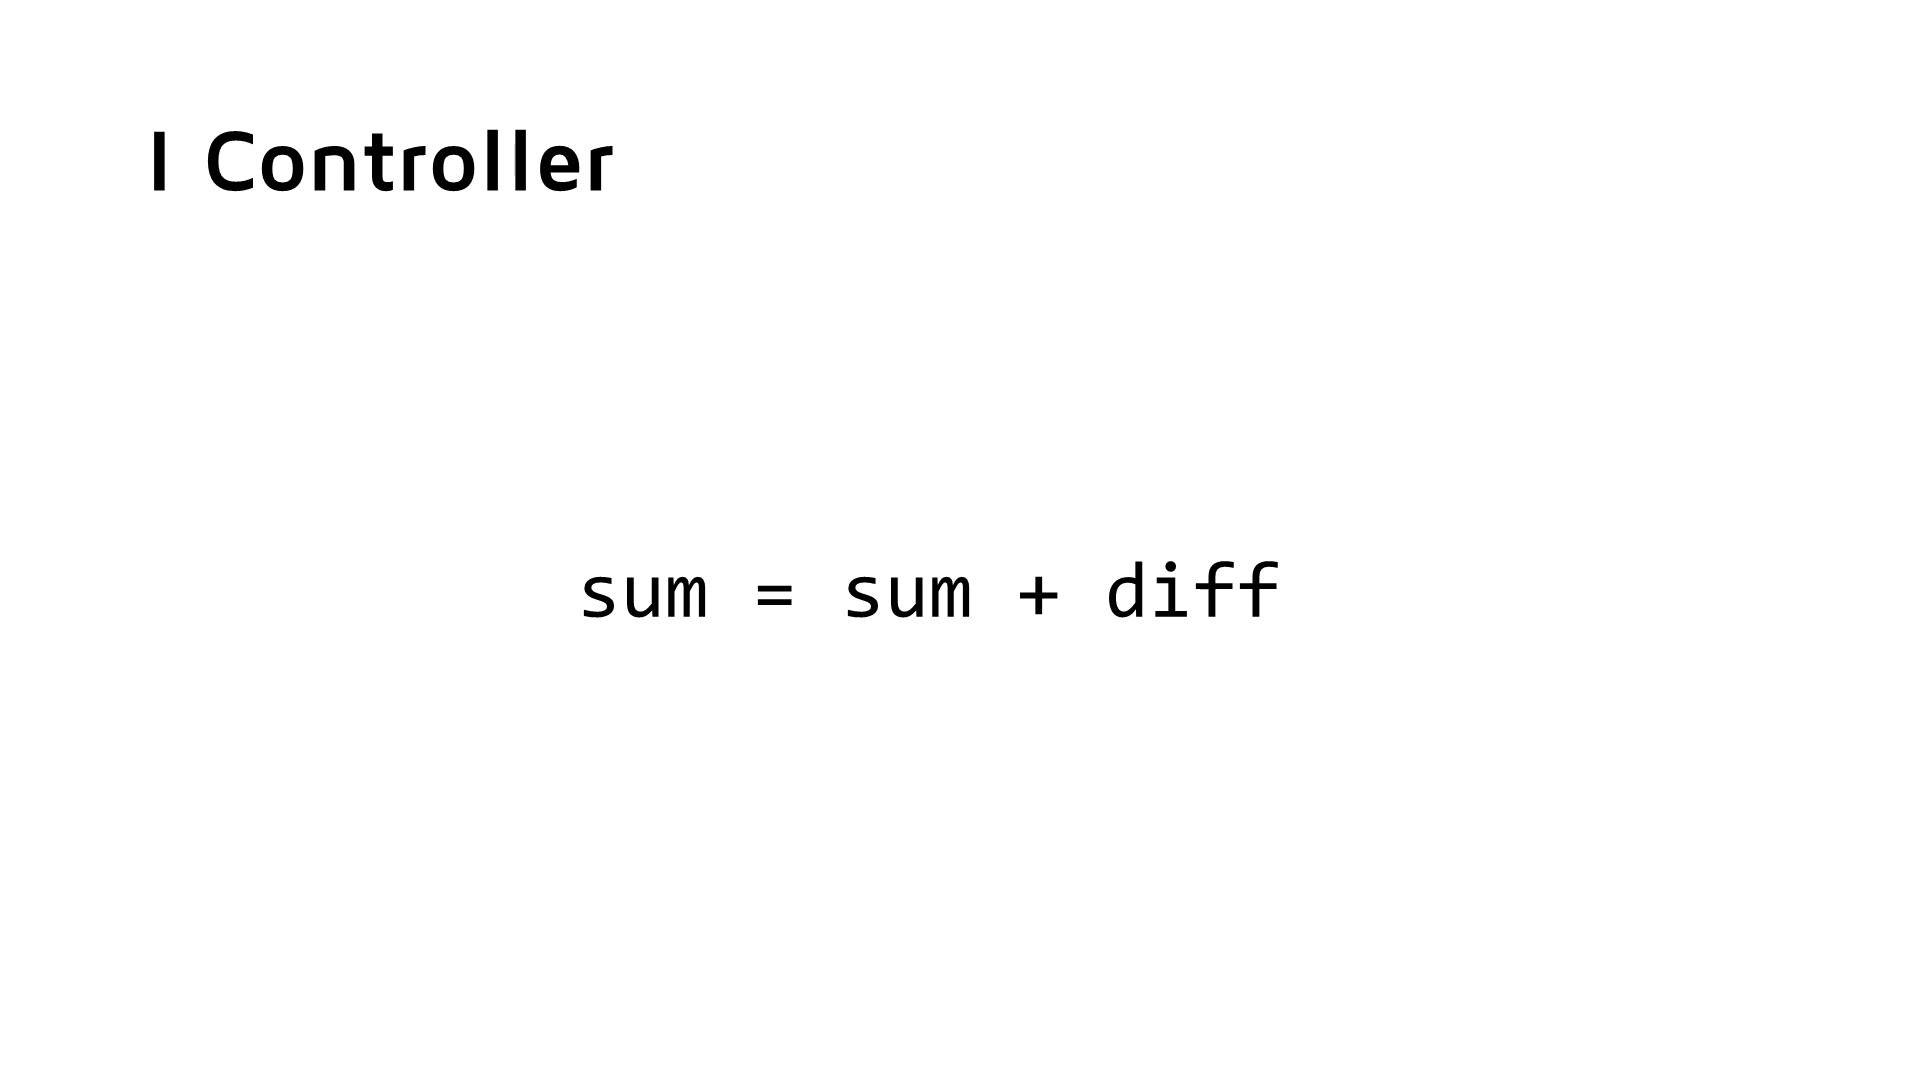 I Controller
sum = sum + diff